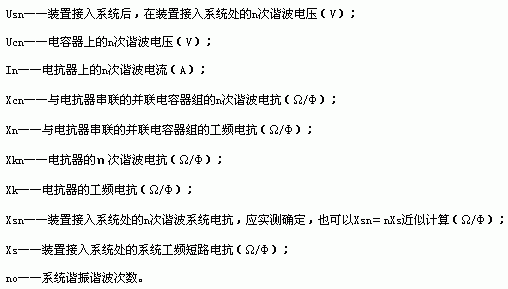 Usn——装置接入系统后，在装置接入系统处的n次谐波电压(V)；
Ucn——电容器上的n次谐波电压(V)；
In——电抗器上的n次谐波电流(A)；
Xcn——与电抗器串联的并联电容器组的n次谐波电抗(Ω/Φ)；
Xn——与电抗器串联的并联电容器组的工频电抗(Ω/Φ)；
Xkn——电抗器的n 次谐波电抗(Ω/Φ)；
Xk——电抗器的工频电抗(Ω/Φ)；
Xsn——装置接入系统处的n次谐波系统电抗，应实测确定，也可以Xsn＝nXs近似计算(Ω/Φ)；
Xs——装置接入系统处的系统工频短路电抗(Ω/Φ)；
no——系统谐振谐波次数。